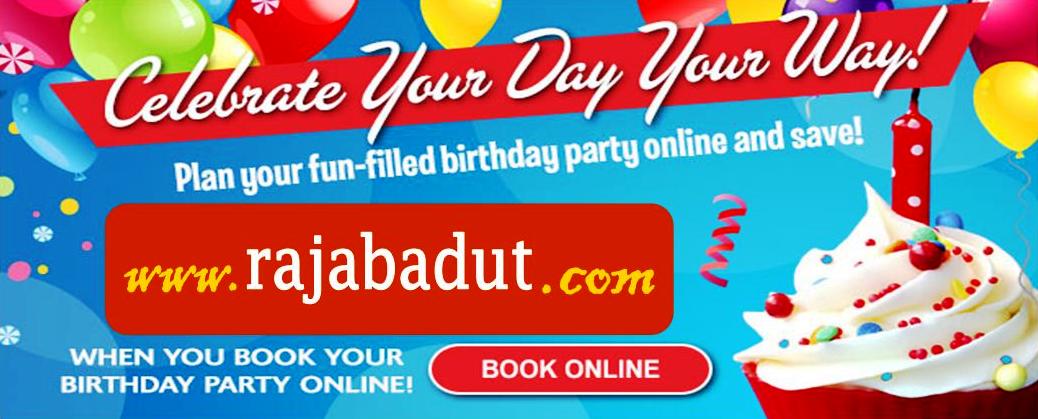 Celebrate Your Day Your Way!
Plan your fun-filled birthday party online and save!
www.rajabadut.com
WHEN YOU BOOK YOUR
BIRTHDAY PARTY ONLINE!
BOOK ONLINE